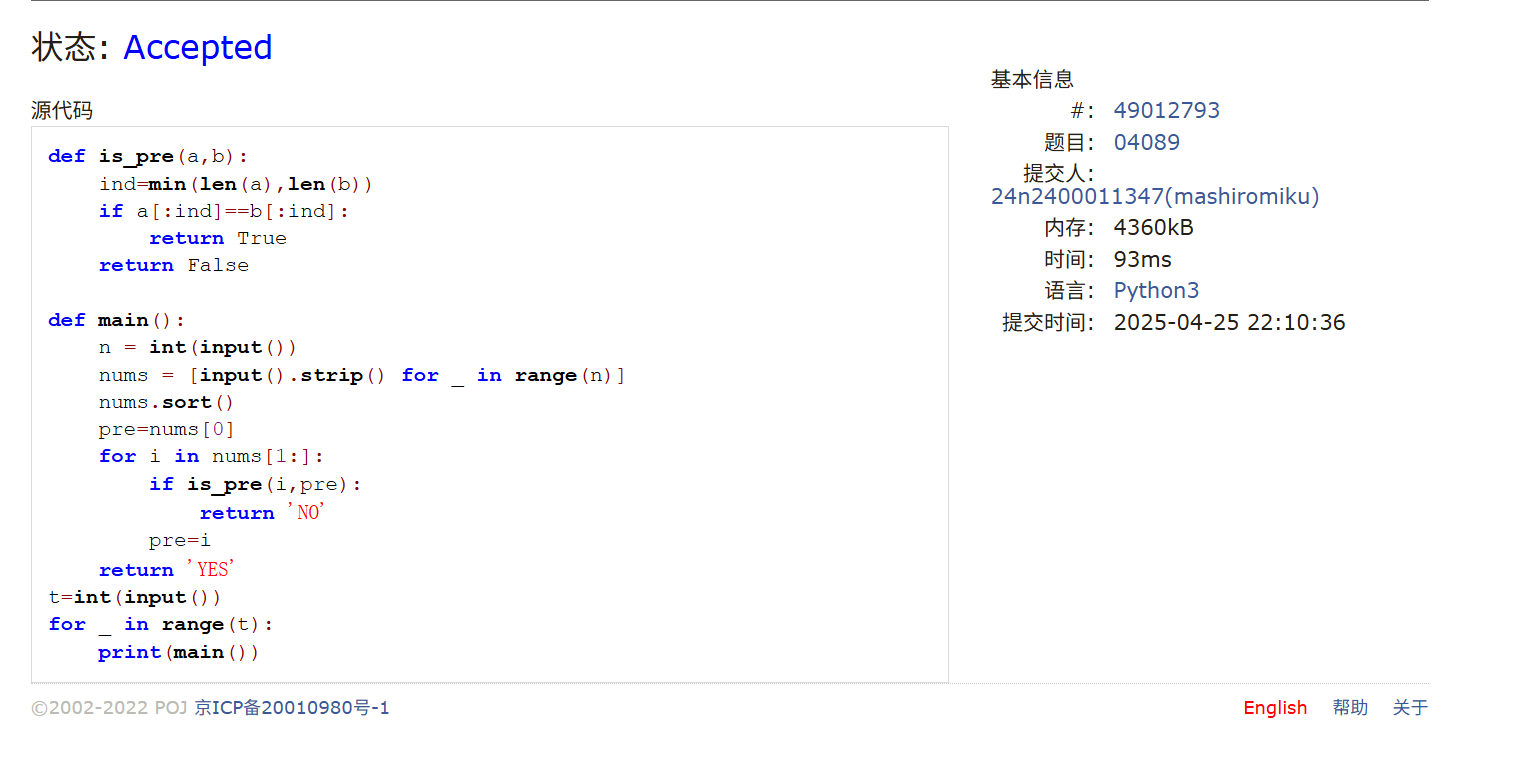 状态: Accepted
源代码
def is_pre(a,b):
    ind=min(len(a),len(b))
    if a[:ind]==b[:ind]:
        return True
    return False

def main():
    n = int(input())
    nums = [input().strip() for _ in range(n)]
    nums.sort()
    pre=nums[0]
    for i in nums[1:]:
        if is_pre(i,pre):
            return 'NO'
        pre=i
    return 'YES'
t=int(input())
for _ in range(t):
    print(main())
基本信息
#: 49012793
题目: 04089
提交人:
24n2400011347(mashiromiku)
内存: 4360kB
时间: 93ms
语言: Python3
提交时间: 2025-04-25 22:10:36
©2002-2022 POJ 京ICP备20010980号-1
English 帮助 关于